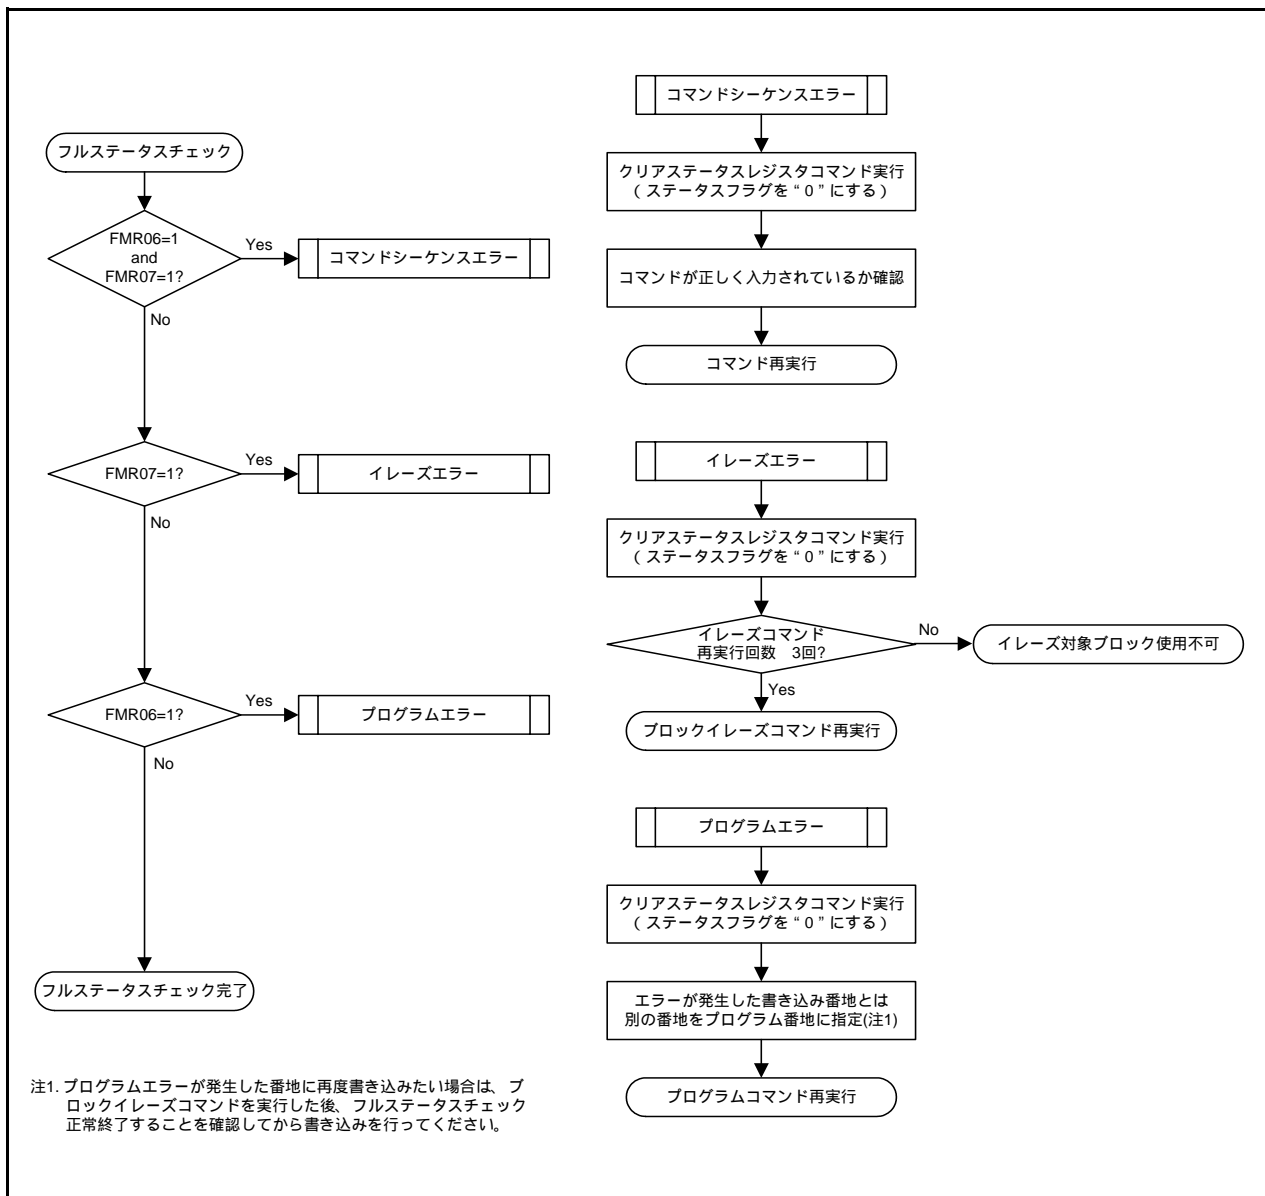 フルステータスチェック
FMR06=1
and
FMR07=1?
Yes
コマンドシーケンスエラー
No
FMR07=1?
Yes
イレーズエラー
No
FMR06=1?
Yes
プログラムエラー
No
フルステータスチェック完了
注1. プログラムエラーが発生した番地に再度書き込みたい場合は、ブ
ロックイレーズコマンドを実行した後、フルステータスチェック
正常終了することを確認してから書き込みを行ってください。
コマンドシーケンスエラー
クリアステータスレジスタコマンド実行
(ステータスフラグを“0”にする)
コマンドが正しく入力されているか確認
コマンド再実行
イレーズエラー
クリアステータスレジスタコマンド実行
(ステータスフラグを“0”にする)
イレーズコマンド
再実行回数 3回?
No
イレーズ対象ブロック使用不可
Yes
ブロックイレーズコマンド再実行
プログラムエラー
クリアステータスレジスタコマンド実行
(ステータスフラグを“0”にする)
エラーが発生した書き込み番地とは
別の番地をプログラム番地に指定(注1)
プログラムコマンド再実行